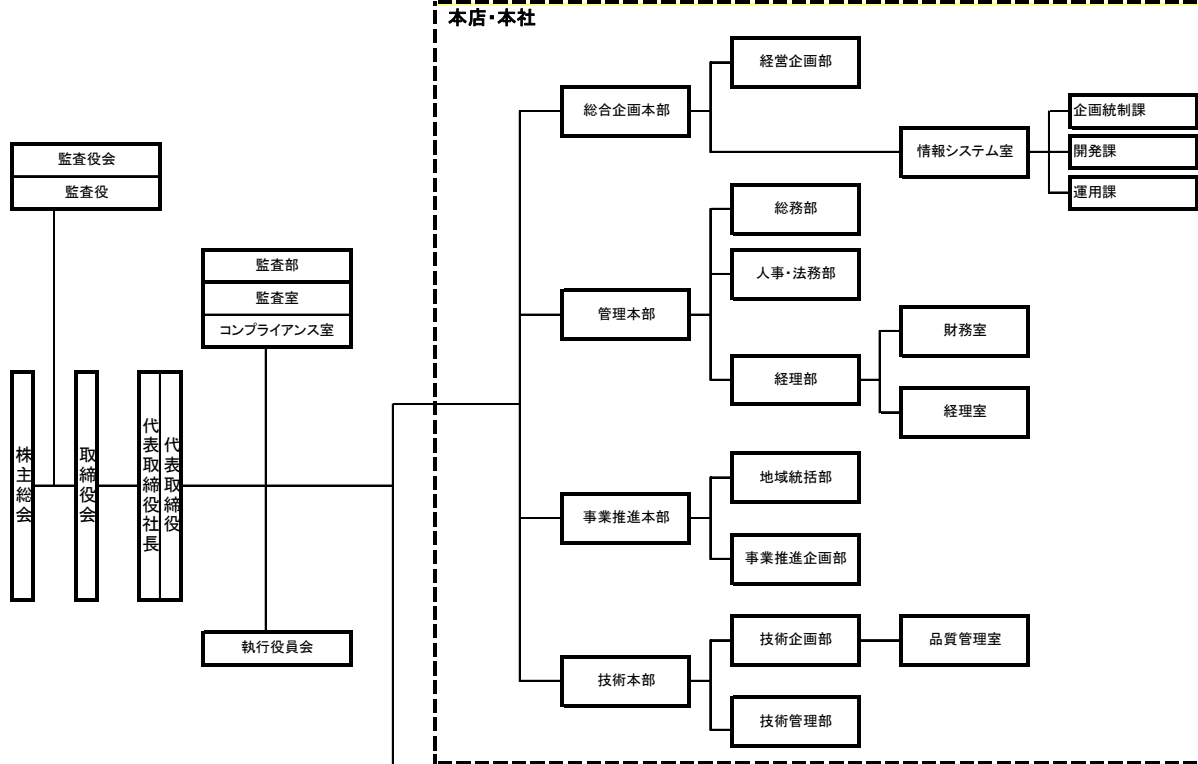 本店・本社
監査役会
監査役
監査部
監査室
コンプライアンス室
株主総会
取締役会
代表取締役社長
代表取締役
執行役員会
総合企画本部
経営企画部
情報システム室
企画統制課
開発課
運用課
管理本部
総務部
人事・法務部
経理部
財務室
経理室
事業推進本部
地域統括部
事業推進企画部
技術本部
技術企画部
品質管理室
技術管理部